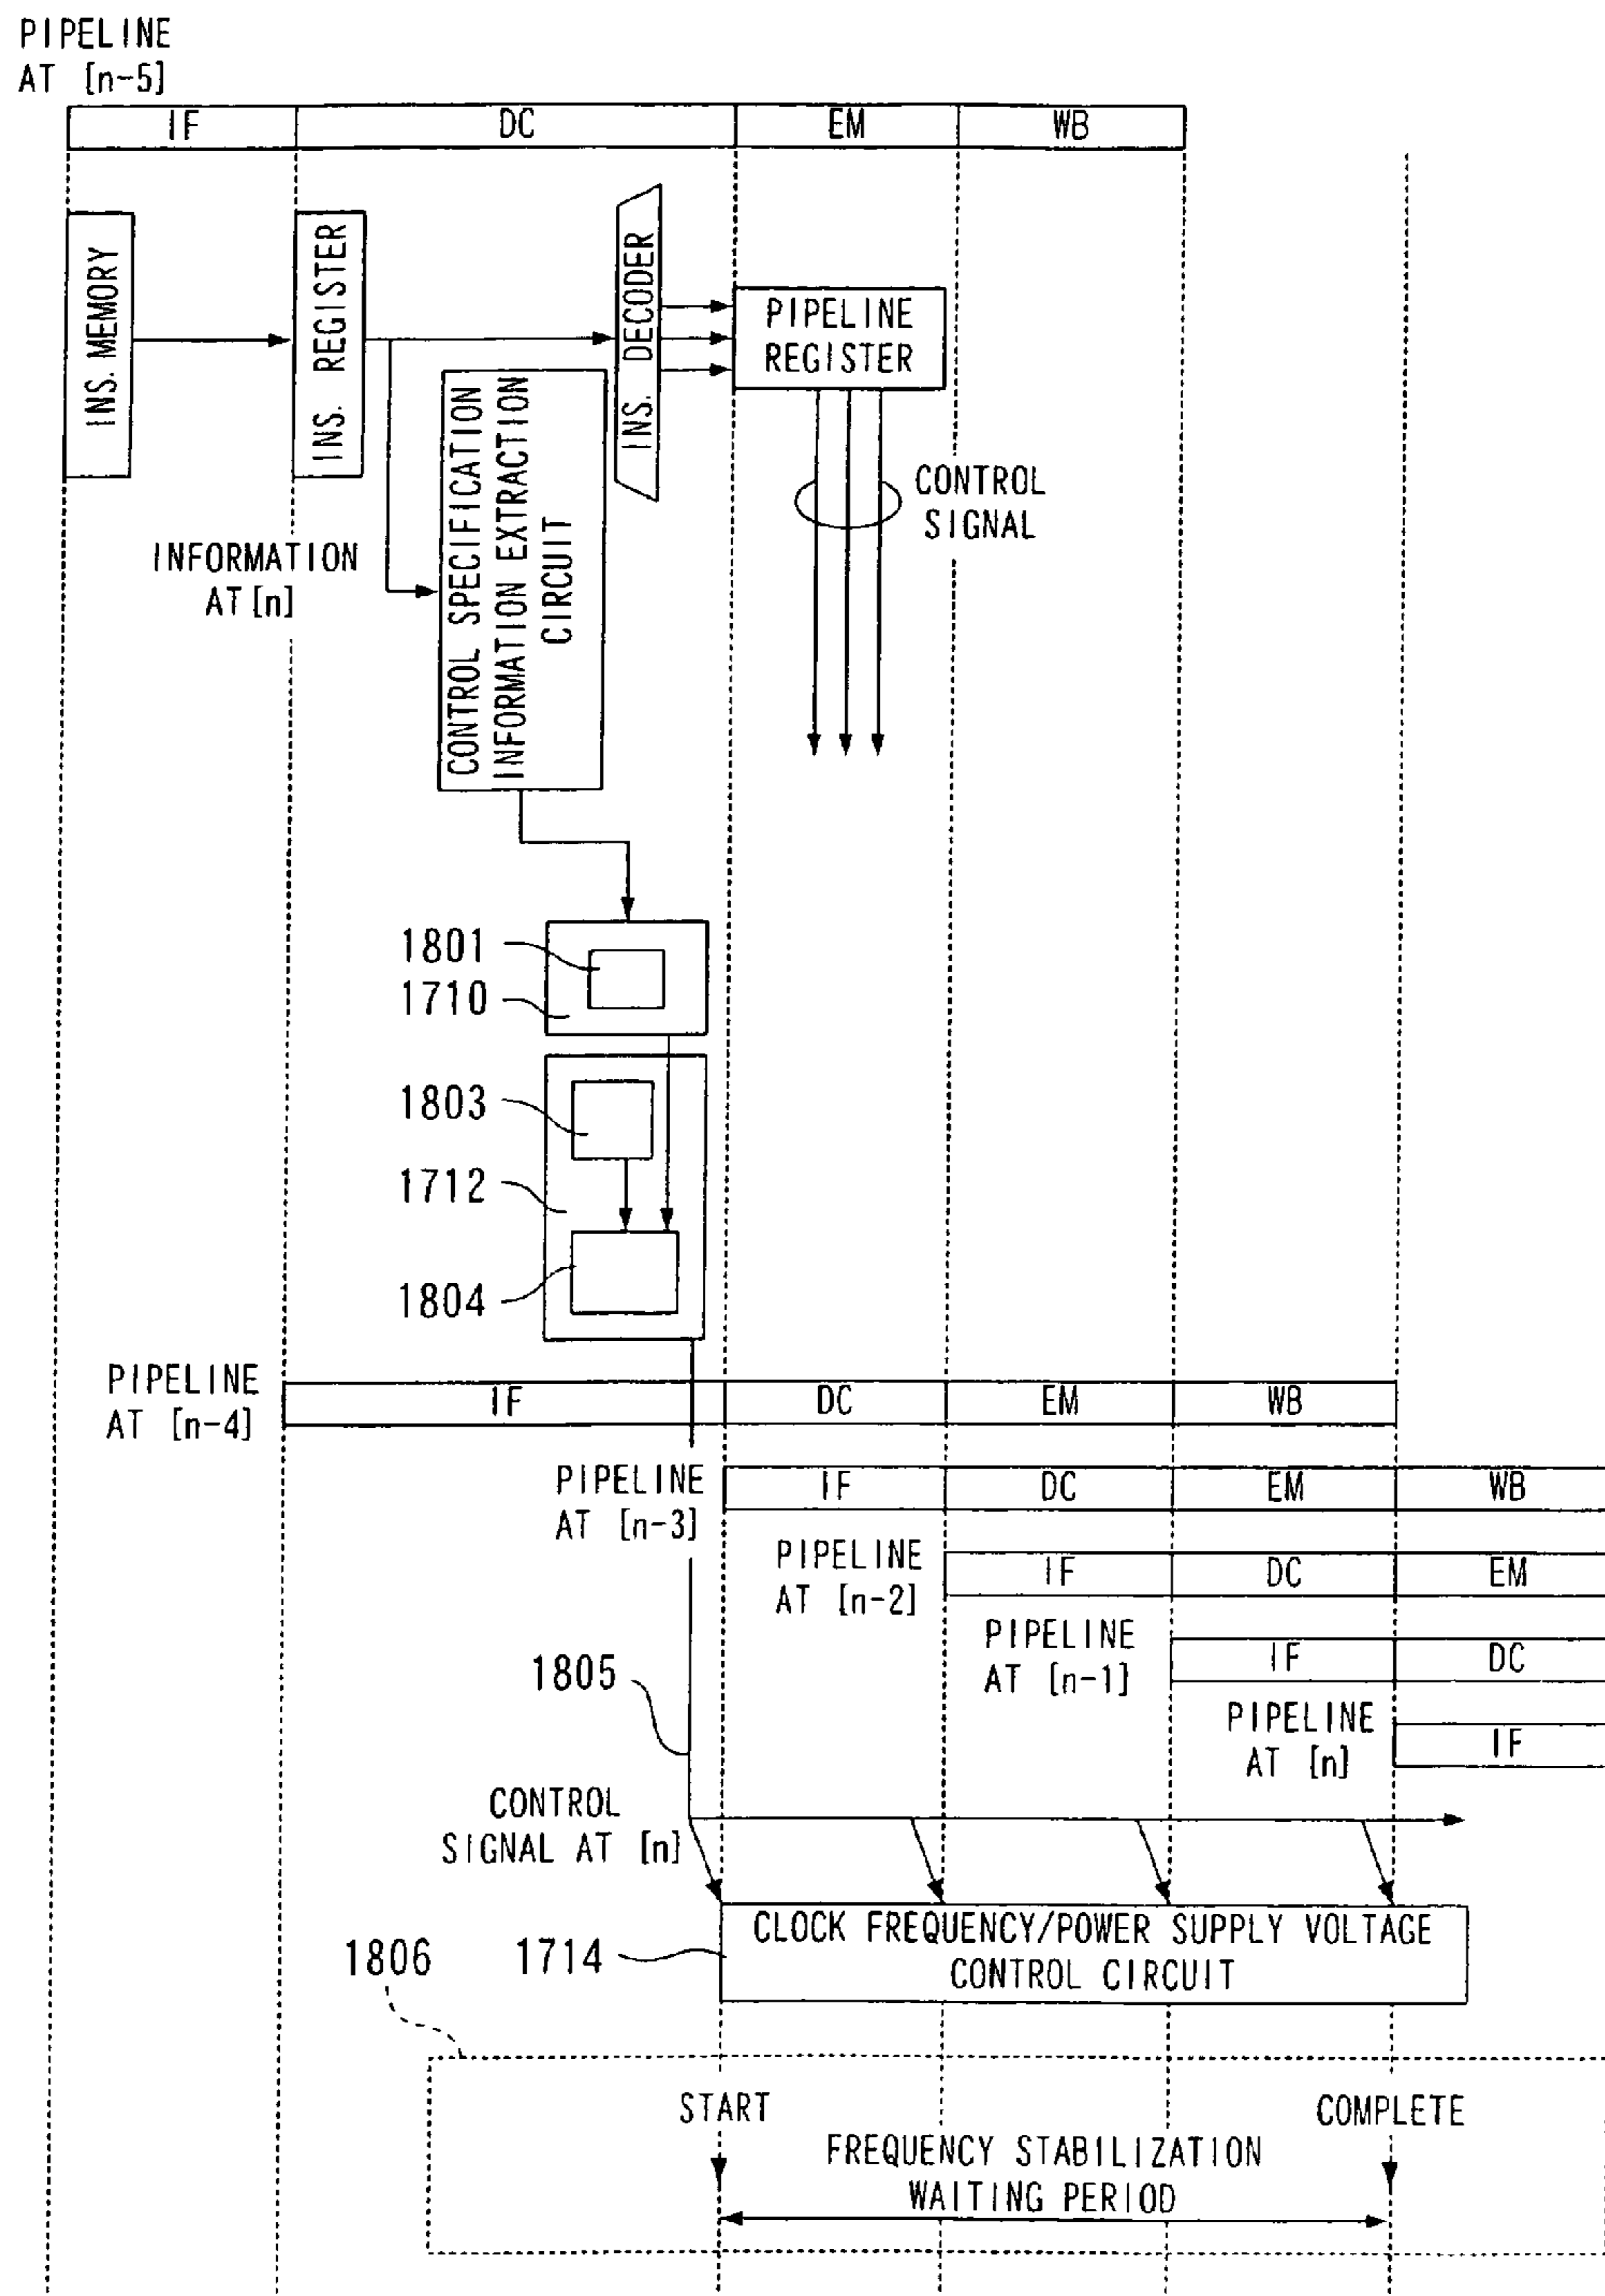 PIPELINE
AT [n-5]
IF DC EM WB
INS. MEMORY
INS. REGISTER
INS. DECODER
PIPELINE
REGISTER
CONTROL SPECIFICATION
INFORMATION EXTRACTION
CIRCUIT
CONTROL
SIGNAL
INFORMATION
AT[n]
1801
1710
1803
1712
1804
PIPELINE
AT [n-4]
IF DC EM WB
PIPELINE
AT [n-3]
IF DC EM WB
PIPELINE
AT [n-2]
IF DC EM
PIPELINE
AT [n-1]
IF DC
PIPELINE
AT [n]
IF
1805
CONTROL
SIGNAL AT [n]
CLOCK FREQUENCY/POWER SUPPLY VOLTAGE
CONTROL CIRCUIT
1806
1714
START
COMPLETE
FREQUENCY STABILIZATION
WAITING PERIOD